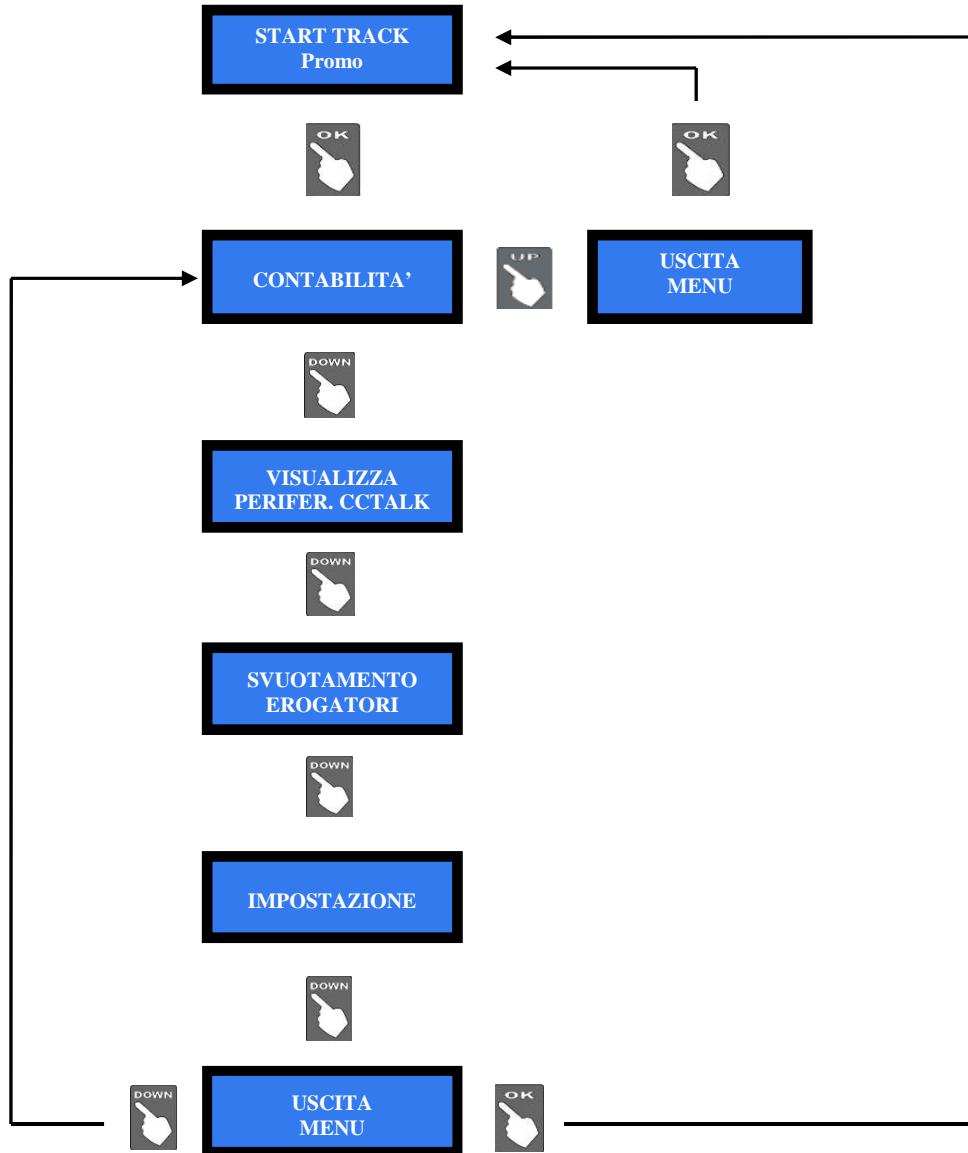 START TRACK
Promo
OK
OK
CONTABILITA’
UP
USCITA
MENU
DOWN
VISUALIZZA
PERIFER. CCTALK
DOWN
SVUOTAMENTO
EROGATORI
DOWN
IMPOSTAZIONE
DOWN
DOWN
USCITA
MENU
OK